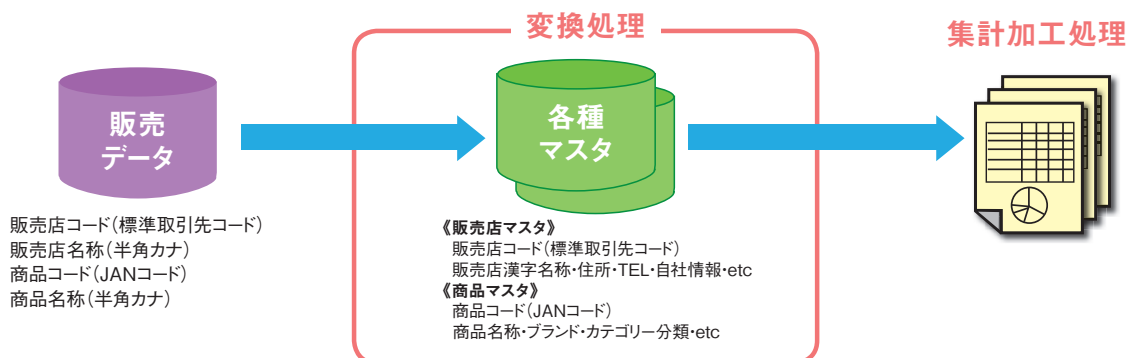 変換処理
集計加工処理
販売
データ
各種
マスタ
販売店コード(標準取引先コード)
販売店名称(半角カナ)
商品コード(JANコード)
商品名称(半角カナ)
《販売店マスタ》
販売店コード(標準取引先コード)
販売店漢字名称・住所・TEL・自社情報・etc
《商品マスタ》
商品コード(JANコード)
商品名称・ブランド・カテゴリー分類・etc